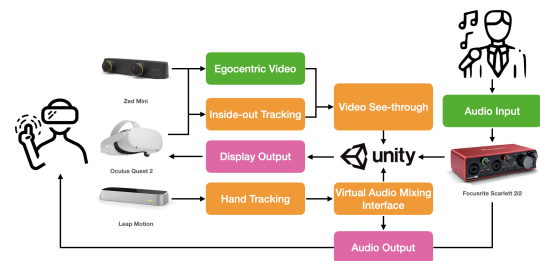 Egocentric Video
Zed Mini
Inside-out Tracking
Video See-through
Audio Input
Display Output
unity
Oculus Quest 2
Focusrite Scarlett 2i2
Hand Tracking
Virtual Audio Mixing
Interface
Leap Motion
Audio Output